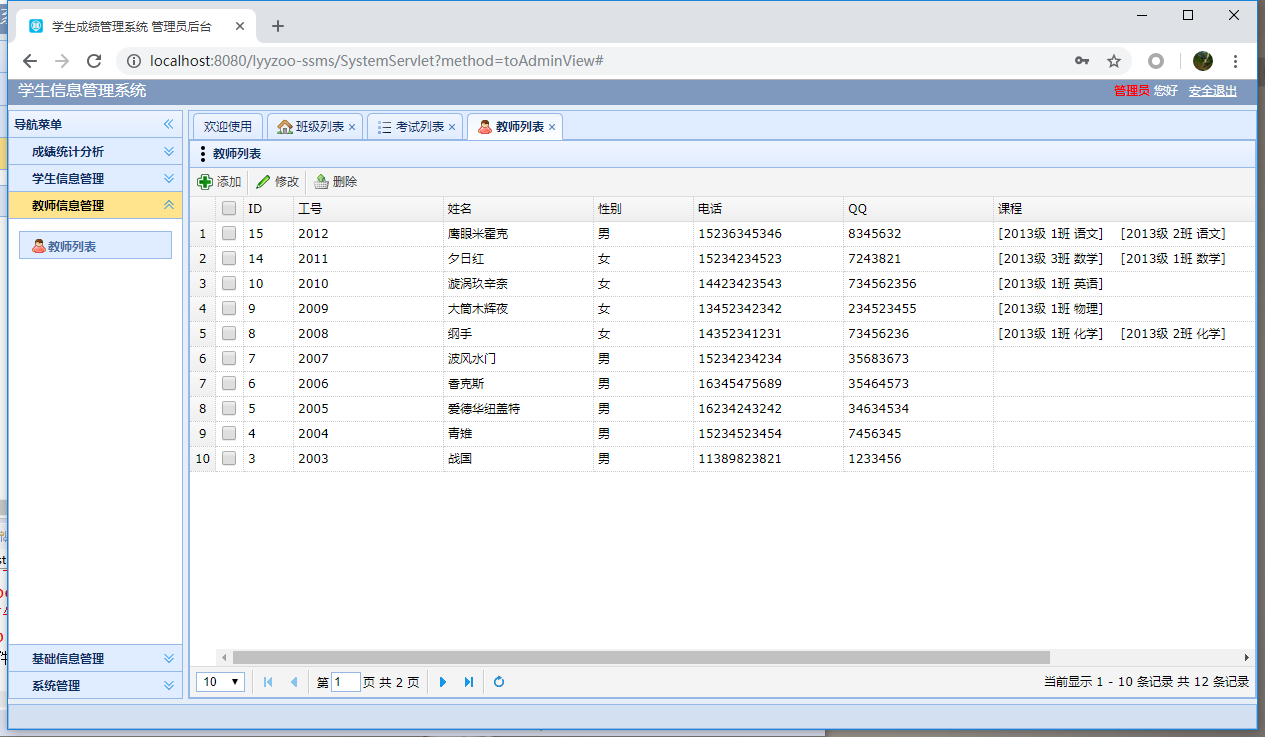 学生成绩管理系统 管理员后台
localhost:8080/lyyzoo-ssms/SystemServlet?method=toAdminView#
学生信息管理系统 管理员 您好 安全退出
导航菜单
成绩统计分析
学生信息管理
教师信息管理
教师列表
基础信息管理
系统管理
欢迎使用 班级列表 考试列表 教师列表
教师列表
添加 修改 删除
ID 工号 姓名 性别 电话 QQ 课程
1 15 2012 鹰眼米霍克 男 15236345346 8345632 [2013级 1班 语文] [2013级 2班 语文]
2 14 2011 夕日红 女 15234234523 7243821 [2013级 3班 数学] [2013级 1班 数学]
3 10 2010 漩涡玖辛奈 女 14423423543 734562356 [2013级 1班 英语]
4 9 2009 大筒木辉夜 女 13452342342 234523455 [2013级 1班 物理]
5 8 2008 纲手 女 14352341231 73456236 [2013级 1班 化学] [2013级 2班 化学]
6 7 2007 波风水门 男 15234234234 35683673
7 6 2006 香克斯 男 16345475689 35464573
8 5 2005 爱德华纽盖特 男 16234243242 34634534
9 4 2004 青雉 男 15234523454 7456345
10 3 2003 战国 男 11389823821 1233456
10 第 1 页 共 2 页 当前显示 1 - 10 条记录 共 12 条记录